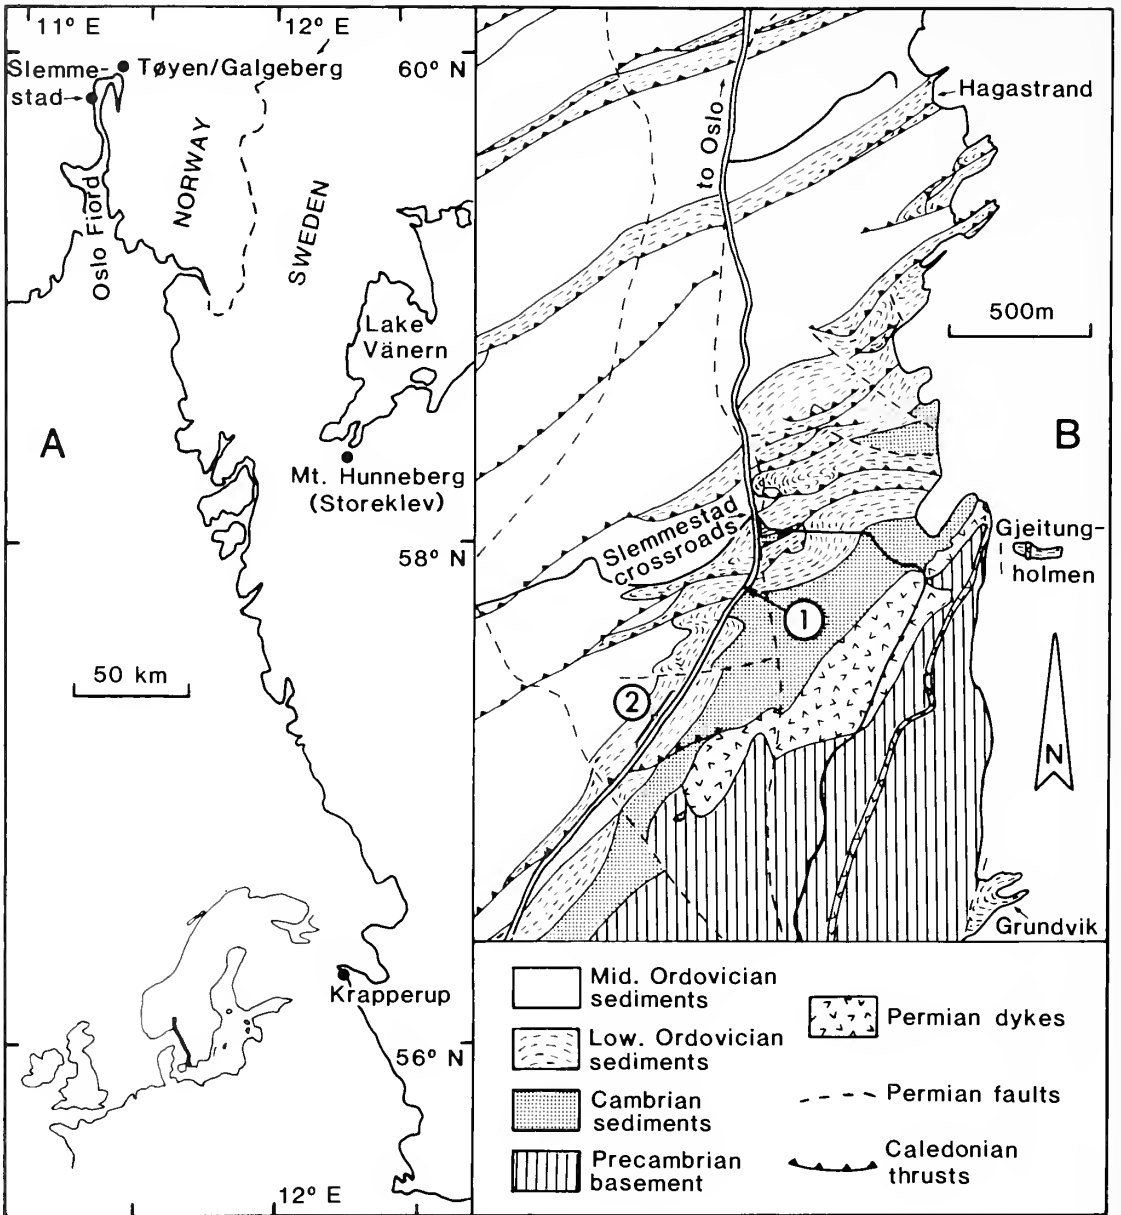 11° E
12° E
60° N
Slemme-
stad
Tøyen/Galgeberg
NORWAY
SWEDEN
Oslo Fjord
Lake
Vänern
A
Mt. Hunneberg
(Storeklev)
58° N
50 km
Krapperup
56° N
12° E
to Oslo
Hagastrand
500m
B
Slemmestad
crossroads
Gjeitung-
holmen
1
2
N
Grundvik
Mid. Ordovician
sediments
Low. Ordovician
sediments
Cambrian
sediments
Precambrian
basement
Permian dykes
Permian faults
Caledonian
thrusts